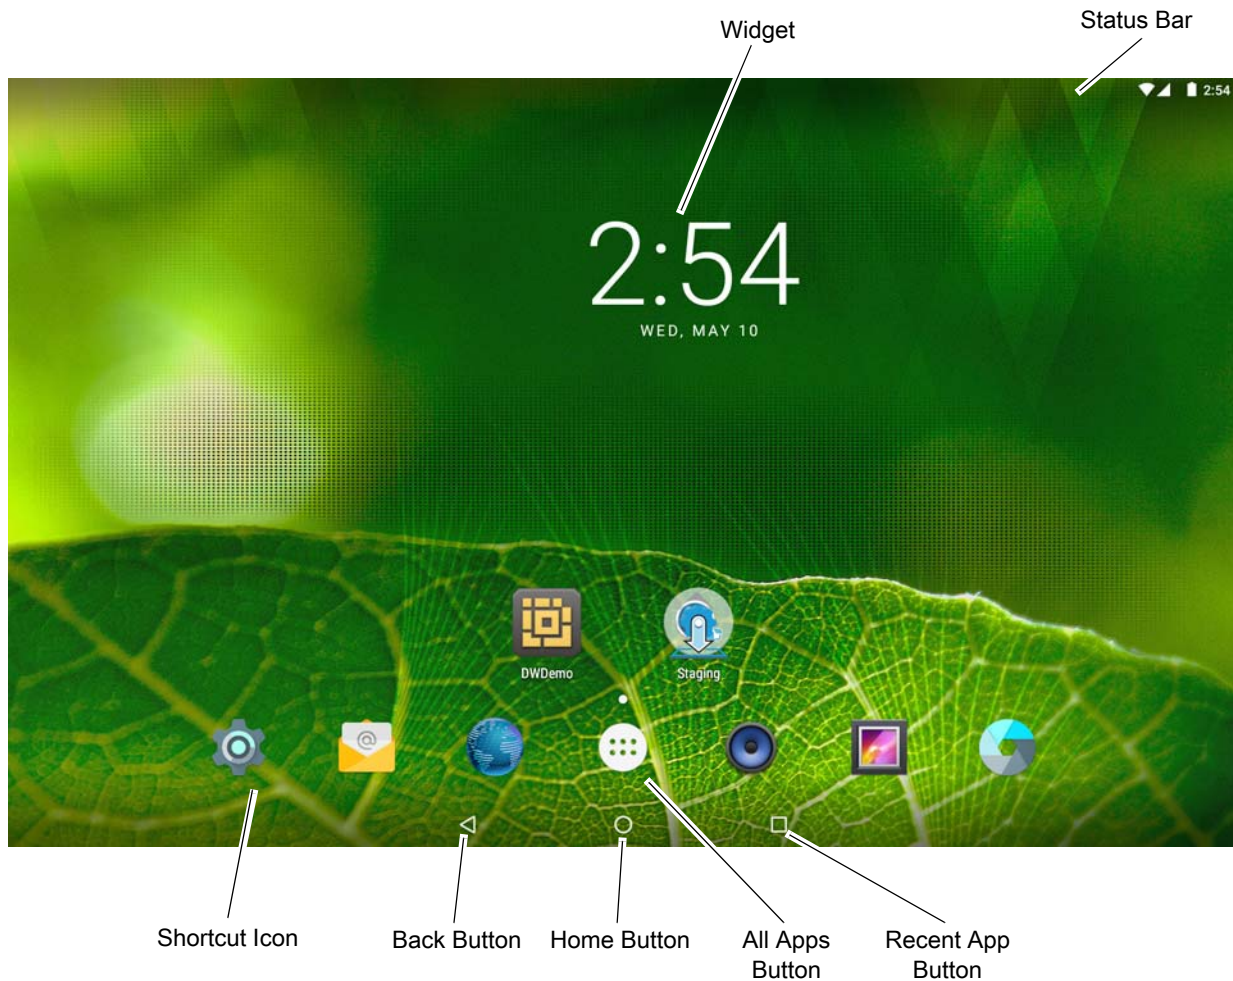 Widget
Status Bar
2:54
2:54
WED, MAY 10
DWDemo
Staging
@
Shortcut Icon
Back Button
Home Button
All Apps
Button
Recent App
Button